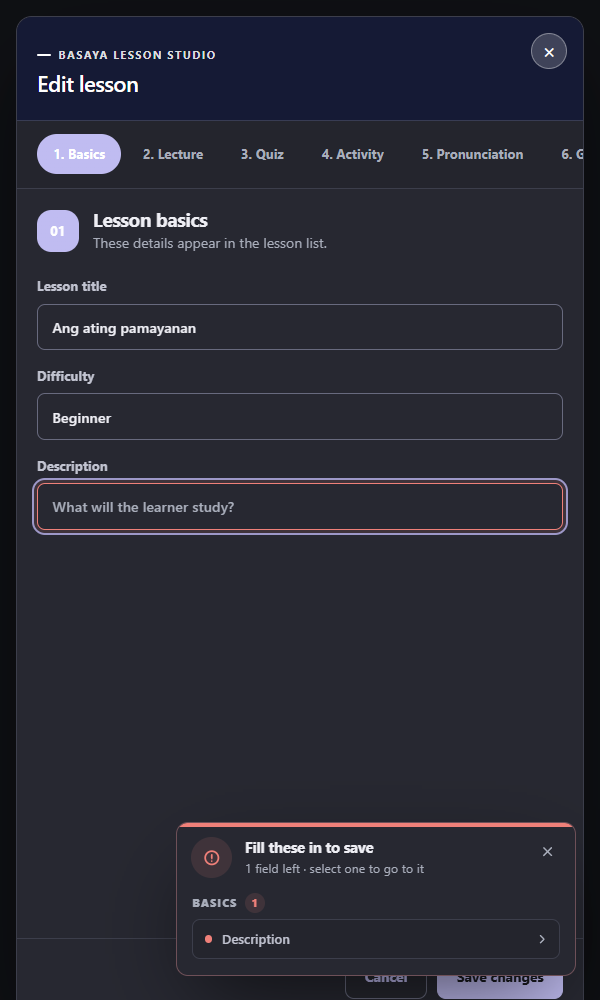 BASAYA LESSON STUDIO
Edit lesson
1. Basics 2. Lecture 3. Quiz 4. Activity 5. Pronunciation 6. G
01
Lesson basics
These details appear in the lesson list.
Lesson title
Ang ating pamayanan
Difficulty
Beginner
Description
What will the learner study?
Fill these in to save
1 field left · select one to go to it
BASICS 1
Description
Cancel Save changes